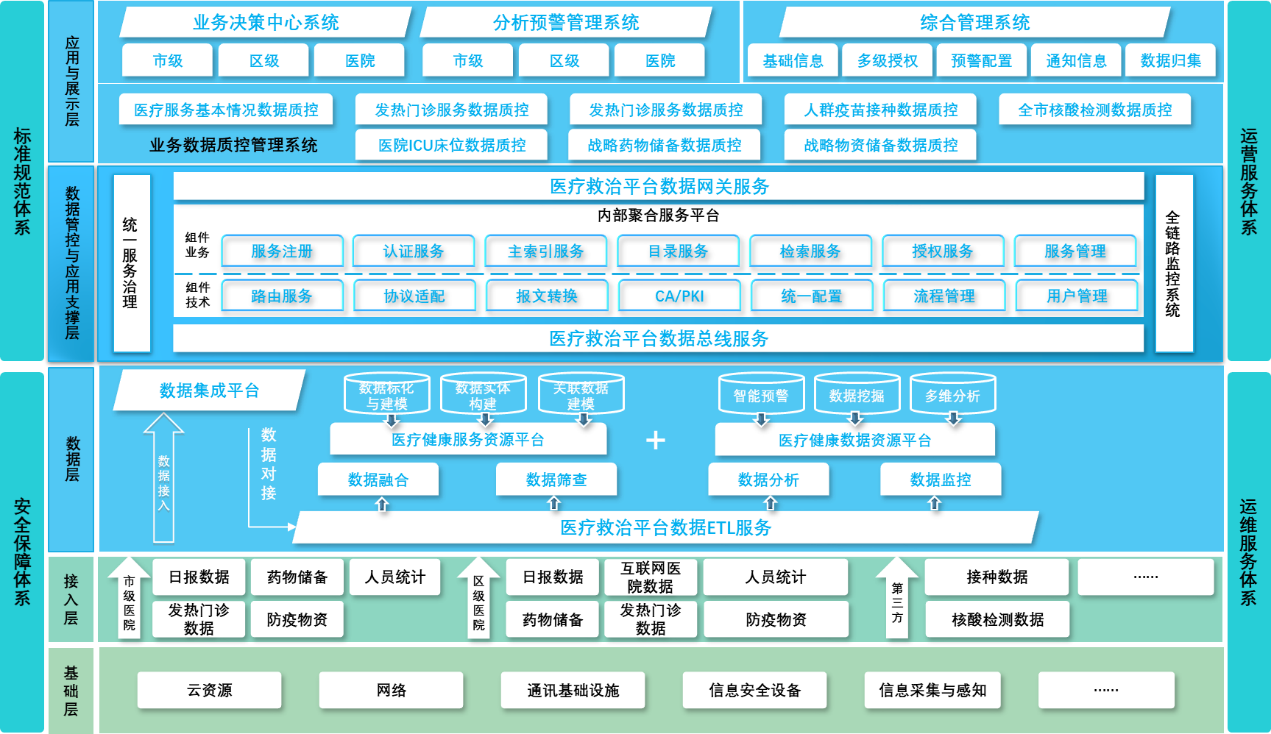 标准规范体系
安全保障体系
运营服务体系
运维服务体系
应用与展示层
业务决策中心系统
分析预警管理系统
综合管理系统
市级
区级
医院
市级
区级
医院
基础信息
多级授权
预警配置
通知信息
数据归集
医疗服务基本情况数据质控
发热门诊服务数据质控
发热门诊服务数据质控
人群疫苗接种数据质控
全市核酸检测数据质控
业务数据质控管理系统
医院ICU床位数据质控
战略药物储备数据质控
战略物资储备数据质控
数据管控与应用支撑层
统一服务治理
医疗救治平台数据网关服务
内部聚合服务平台
组件
业务
服务注册
认证服务
主索引服务
目录服务
检索服务
授权服务
服务管理
组件
技术
路由服务
协议适配
报文转换
CA/PKI
统一配置
流程管理
用户管理
医疗救治平台数据总线服务
全链路监控系统
数据层
数据集成平台
数据接入
数据对接
数据标化
与建模
数据实体
构建
关联数据
建模
智能预警
数据挖掘
多维分析
医疗健康服务资源平台
+
医疗健康数据资源平台
数据融合
数据筛查
数据分析
数据监控
医疗救治平台数据ETL服务
接入层
市级医院
日报数据
药物储备
人员统计
发热门诊
数据
防疫物资
区级医院
日报数据
互联网医
院数据
人员统计
药物储备
发热门诊
数据
防疫物资
第三方
接种数据
……
核酸检测数据
基础层
云资源
网络
通讯基础设施
信息安全设备
信息采集与感知
……